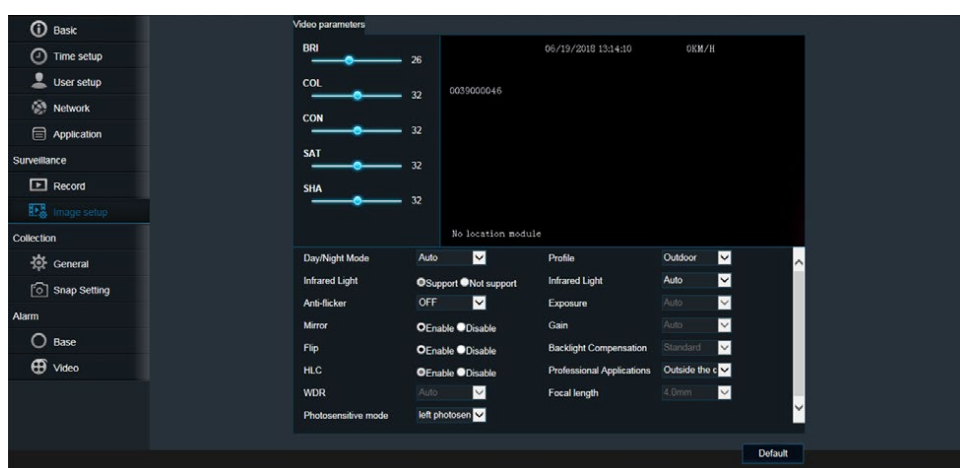 Basic
Time setup
User setup
Network
Application
Surveillance
Record
Image setup
Collection
General
Snap Setting
Alarm
Base
Video
Video parameters
BRI
26
COL
32
CON
32
SAT
32
SHA
32
06/19/2018 13:14:10 0KM/H
0039000046
No location module
Day/Night Mode Auto Profile Outdoor
Infrared Light Support Not support Infrared Light Auto
Anti-flicker OFF Exposure Auto
Mirror Enable Disable Gain Auto
Flip Enable Disable Backlight Compensation Standard
HLC Enable Disable Professional Applications Outside the c
WDR Auto Focal length 4.0mm
Photosensitive mode left photosen
Default